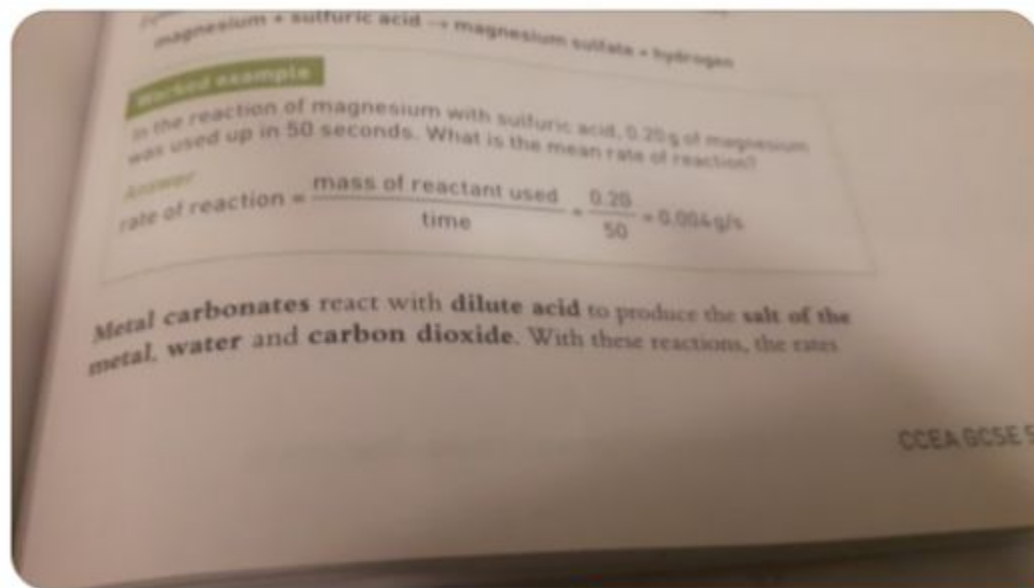 magnesium + sulfuric acid → magnesium sulfate + hydrogen
Worked example
In the reaction of magnesium with sulfuric acid, 0.20 g of magnesium
was used up in 50 seconds. What is the mean rate of reaction?
Answer
rate of reaction = mass of reactant used / time = 0.20 / 50 = 0.004 g/s
Metal carbonates react with dilute acid to produce the salt of the
metal, water and carbon dioxide. With these reactions, the rates
CCEA GCSE